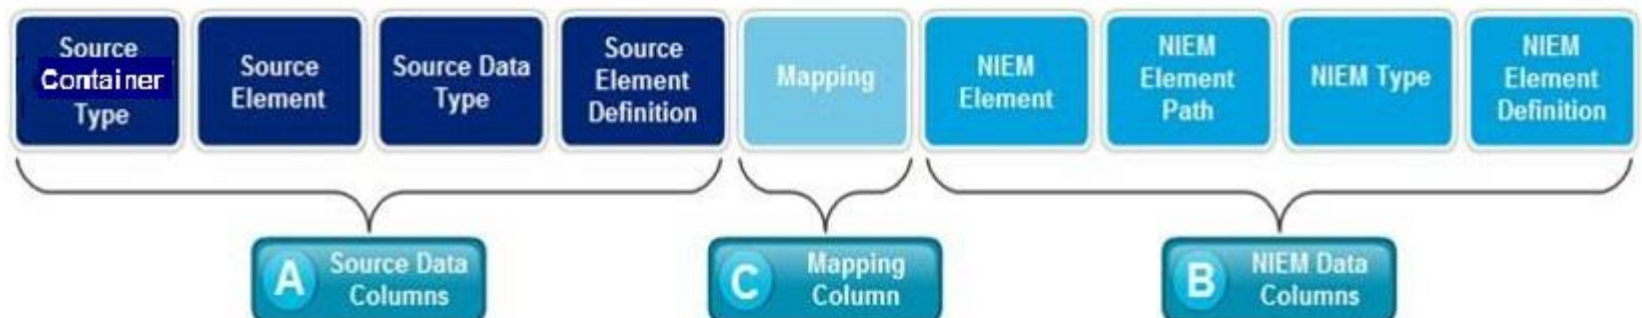 Source
Container
Type
Source
Element
Source Data
Type
Source
Element
Definition
Mapping
NIEM
Element
NIEM
Element
Path
NIEM Type
NIEM
Element
Definition
A
Source Data
Columns
C
Mapping
Column
B
NIEM Data
Columns